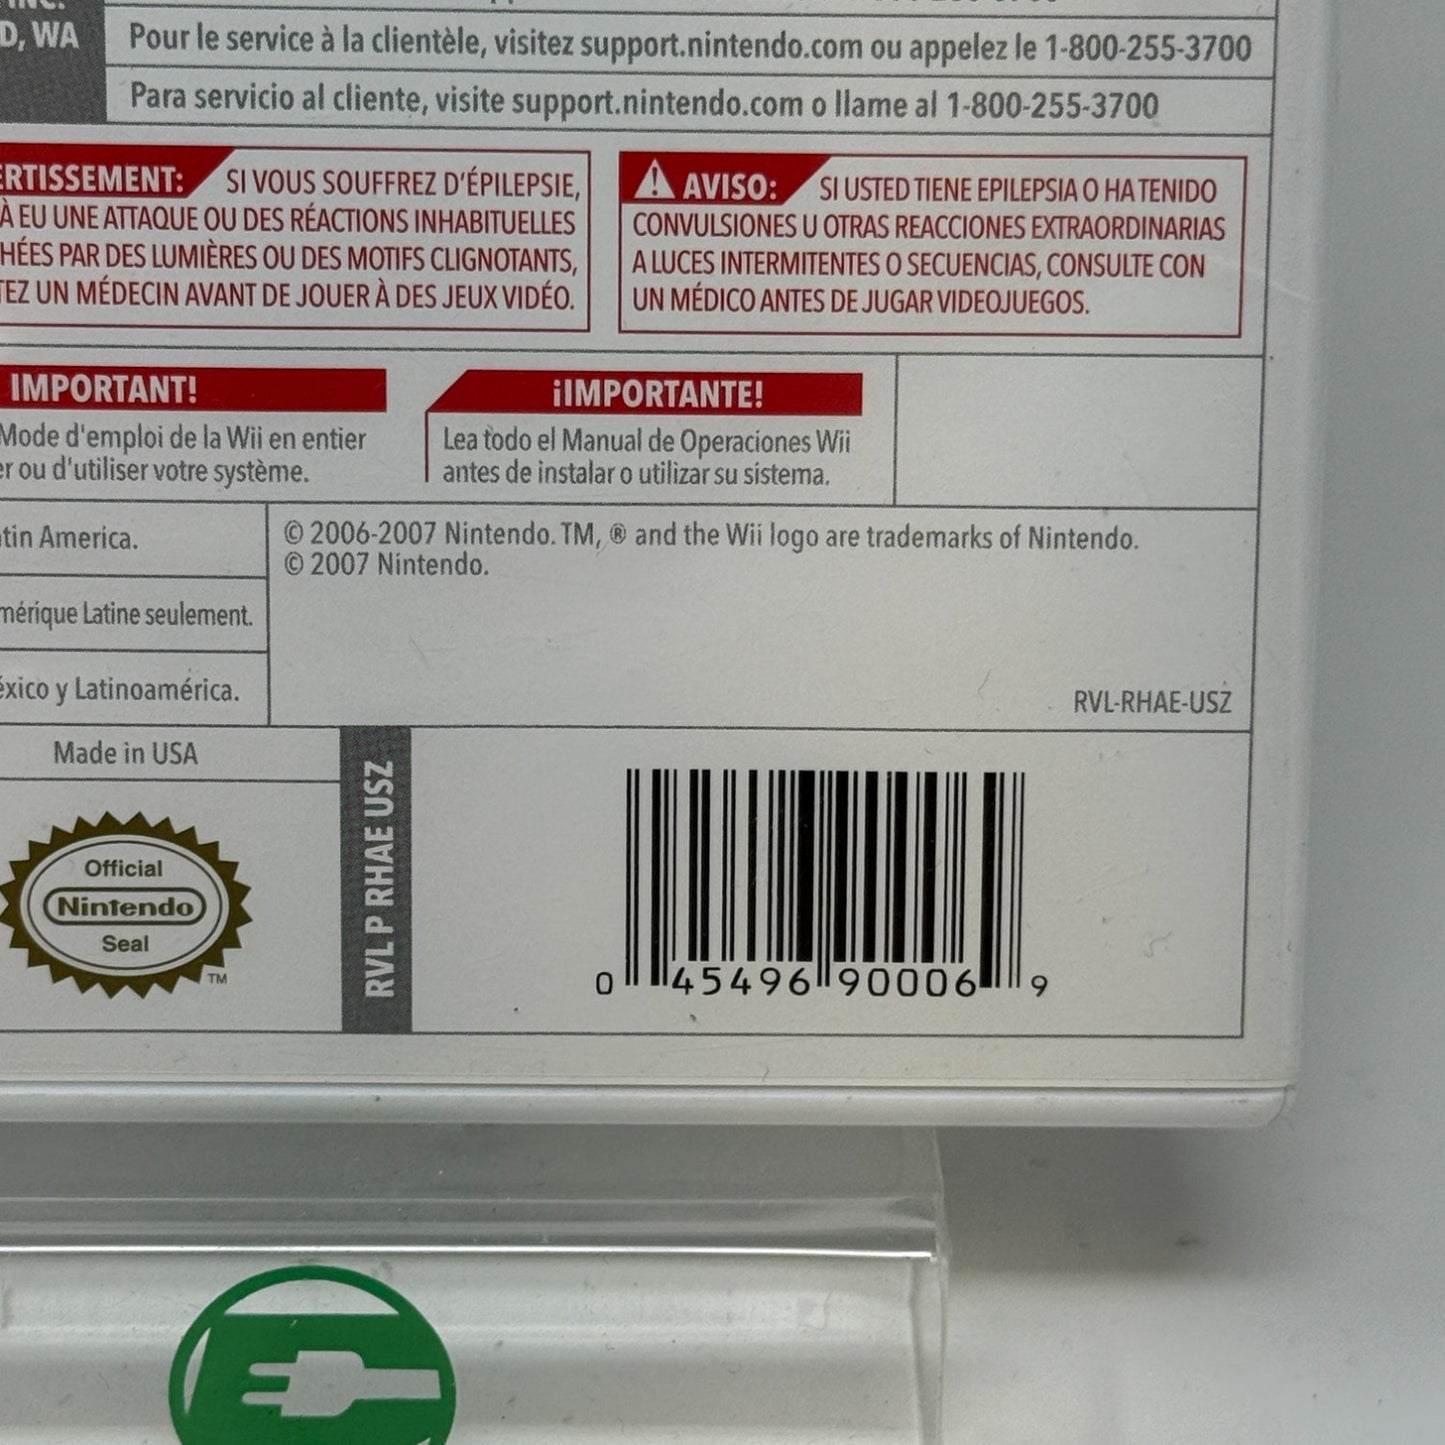 INC.
D, WA
Pour le service à la clientèle, visitez support.nintendo.com ou appelez le 1-800-255-3700
Para servicio al cliente, visite support.nintendo.com o llame al 1-800-255-3700
ERTISSEMENT: SI VOUS SOUFFREZ D'ÉPILEPSIE,
À EU UNE ATTAQUE OU DES RÉACTIONS INHABITUELLES
HÉES PAR DES LUMIÈRES OU DES MOTIFS CLIGNOTANTS,
TEZ UN MÉDECIN AVANT DE JOUER À DES JEUX VIDÉO.
AVISO: SI USTED TIENE EPILEPSIA O HA TENIDO
CONVULSIONES U OTRAS REACCIONES EXTRAORDINARIAS
A LUCES INTERMITENTES O SECUENCIAS, CONSULTE CON
UN MÉDICO ANTES DE JUGAR VIDEOJUEGOS.
IMPORTANT!
Mode d'emploi de la Wii en entier
er ou d'utiliser votre système.
¡IMPORTANTE!
Lea todo el Manual de Operaciones Wii
antes de instalar o utilizar su sistema.
tin America.
mérique Latine seulement.
éxico y Latinoamérica.
© 2006-2007 Nintendo. TM, ® and the Wii logo are trademarks of Nintendo.
© 2007 Nintendo.
RVL-RHAE-USZ
Made in USA
Official
Nintendo
Seal
TM
RVL P RHAE USZ
0 45496 90006 9